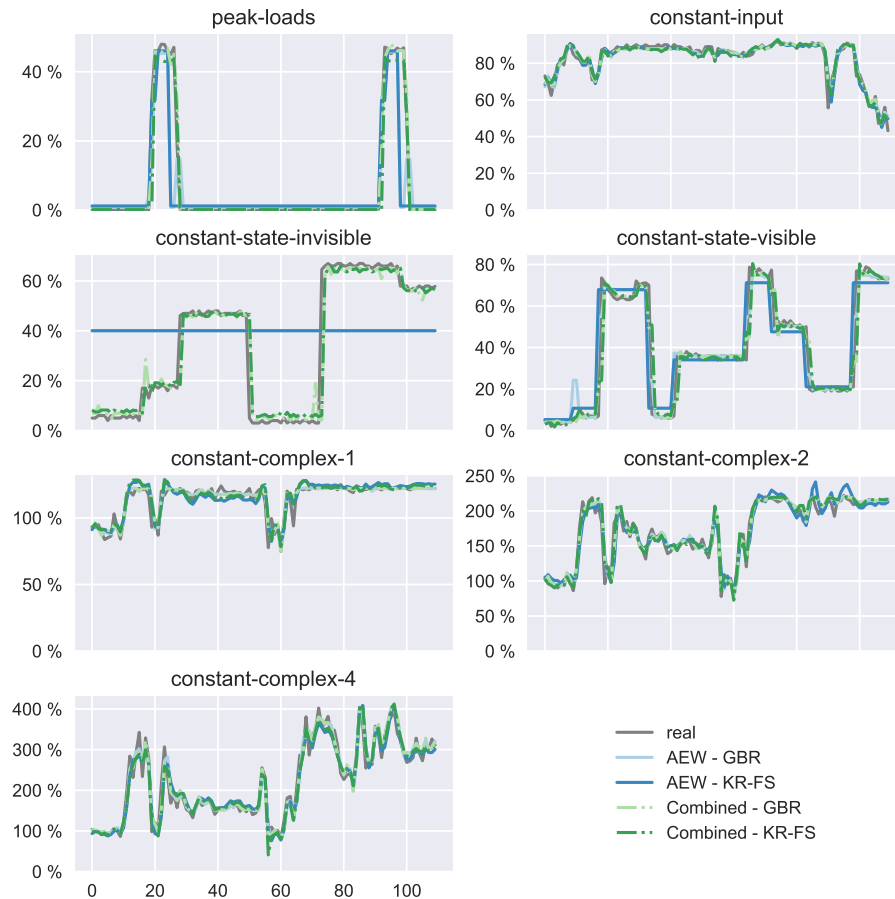 peak-loads
constant-input
40 %
20 %
0 %
80 %
60 %
40 %
20 %
0 %
constant-state-invisible
constant-state-visible
60 %
40 %
20 %
0 %
80 %
60 %
40 %
20 %
0 %
constant-complex-1
constant-complex-2
100 %
50 %
0 %
250 %
200 %
150 %
100 %
50 %
0 %
constant-complex-4
400 %
300 %
200 %
100 %
0 %
0 20 40 60 80 100
real
AEW - GBR
AEW - KR-FS
Combined - GBR
Combined - KR-FS